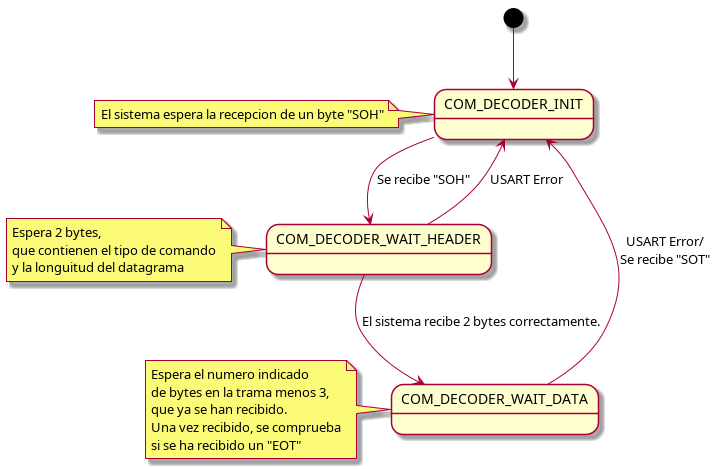 COM_DECODER_INIT
El sistema espera la recepcion de un byte "SOH"
Se recibe "SOH"
USART Error
COM_DECODER_WAIT_HEADER
Espera 2 bytes,
que contienen el tipo de comando
y la longuitud del datagrama
USART Error/
Se recibe "SOT"
El sistema recibe 2 bytes correctamente.
COM_DECODER_WAIT_DATA
Espera el numero indicado
de bytes en la trama menos 3,
que ya se han recibido.
Una vez recibido, se comprueba
si se ha recibido un "EOT"